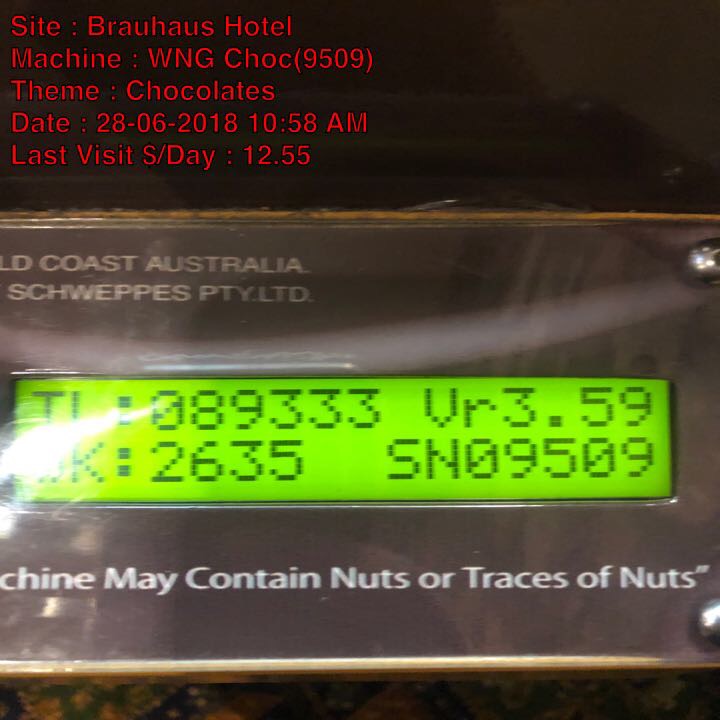 Site : Brauhaus Hotel
Machine : WNG Choc(9509)
Theme : Chocolates
Date : 28-06-2018 10:58 AM
Last Visit $/Day : 12.55
LD COAST AUSTRALIA.
SCHWEPPES PTY.LTD.
TL:089333 Vr3.59
2635 SN09509
chine May Contain Nuts or Traces of Nuts"